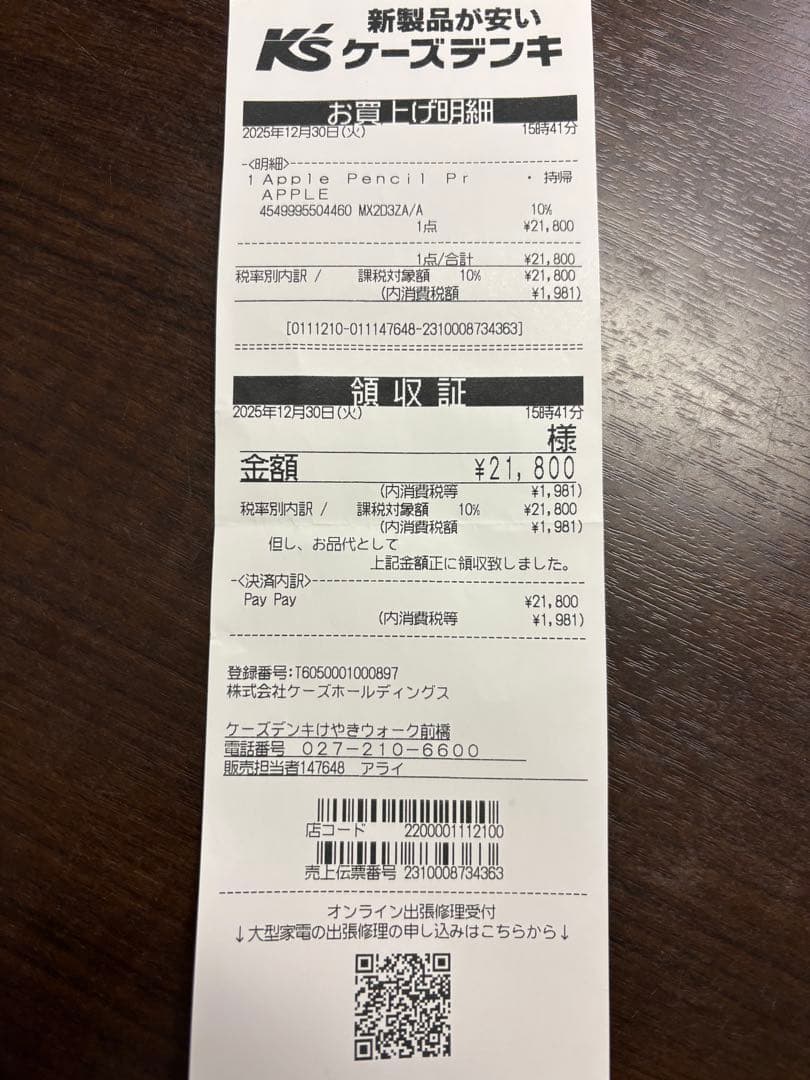 新製品が安い
K'sケーズデンキ
お買上げ明細
2025年12月30日(火) 15時41分
-<明細>-
1 Apple Pencil Pr ・ 持帰
APPLE
4549995504460 MX2D3ZA/A 10%
1点 ¥21,800
1点/合計 ¥21,800
税率別内訳 / 課税対象額 10% ¥21,800
(内消費税額 ¥1,981)
[0111210-011147648-2310008734363]
領収証
2025年12月30日(火) 15時41分
様
金額 ¥21,800
(内消費税等 ¥1,981)
税率別内訳 / 課税対象額 10% ¥21,800
(内消費税額 ¥1,981)
但し、お品代として
上記金額正に領収致しました。
-<決済内訳>-
Pay Pay ¥21,800
(内消費税等 ¥1,981)
登録番号:T6050001000897
株式会社ケーズホールディングス
ケーズデンキけやきウォーク前橋
電話番号 027-210-6600
販売担当者147648 アライ
店コード 2200001112100
売上伝票番号 2310008734363
オンライン出張修理受付
↓大型家電の出張修理の申し込みはこちらから↓